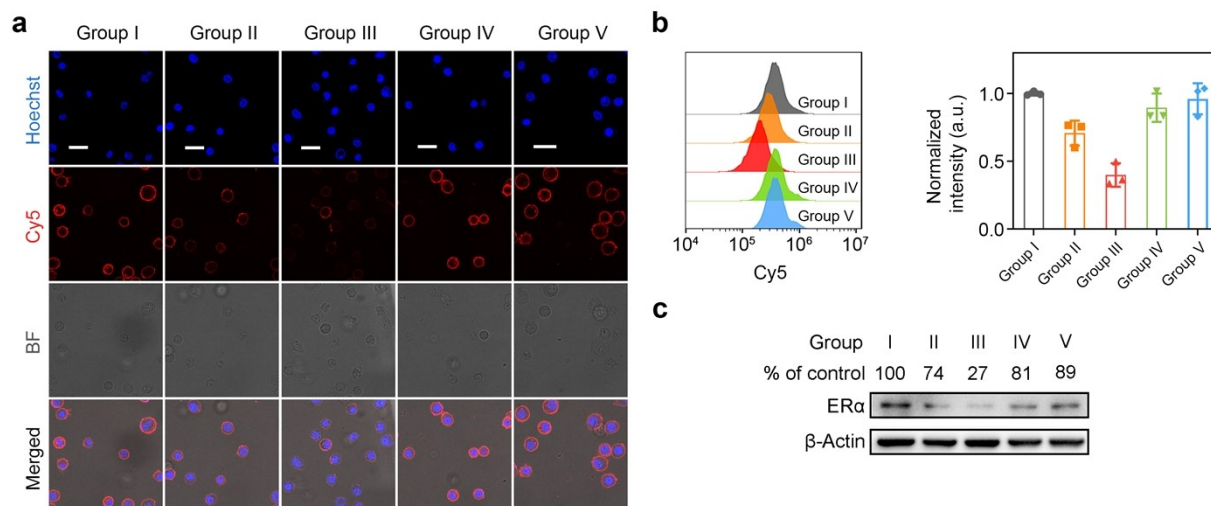 a
Group I Group II Group III Group IV Group V
Hoechst
Cy5
BF
Merged
b
Group I
Group II
Group III
Group IV
Group V
10⁴ 10⁵ 10⁶ 10⁷
Cy5
Normalized
intensity (a.u.)
1.0
0.5
0.0
Group I Group II Group III Group IV Group V
c
Group I II III IV V
% of control 100 74 27 81 89
ERα
β-Actin